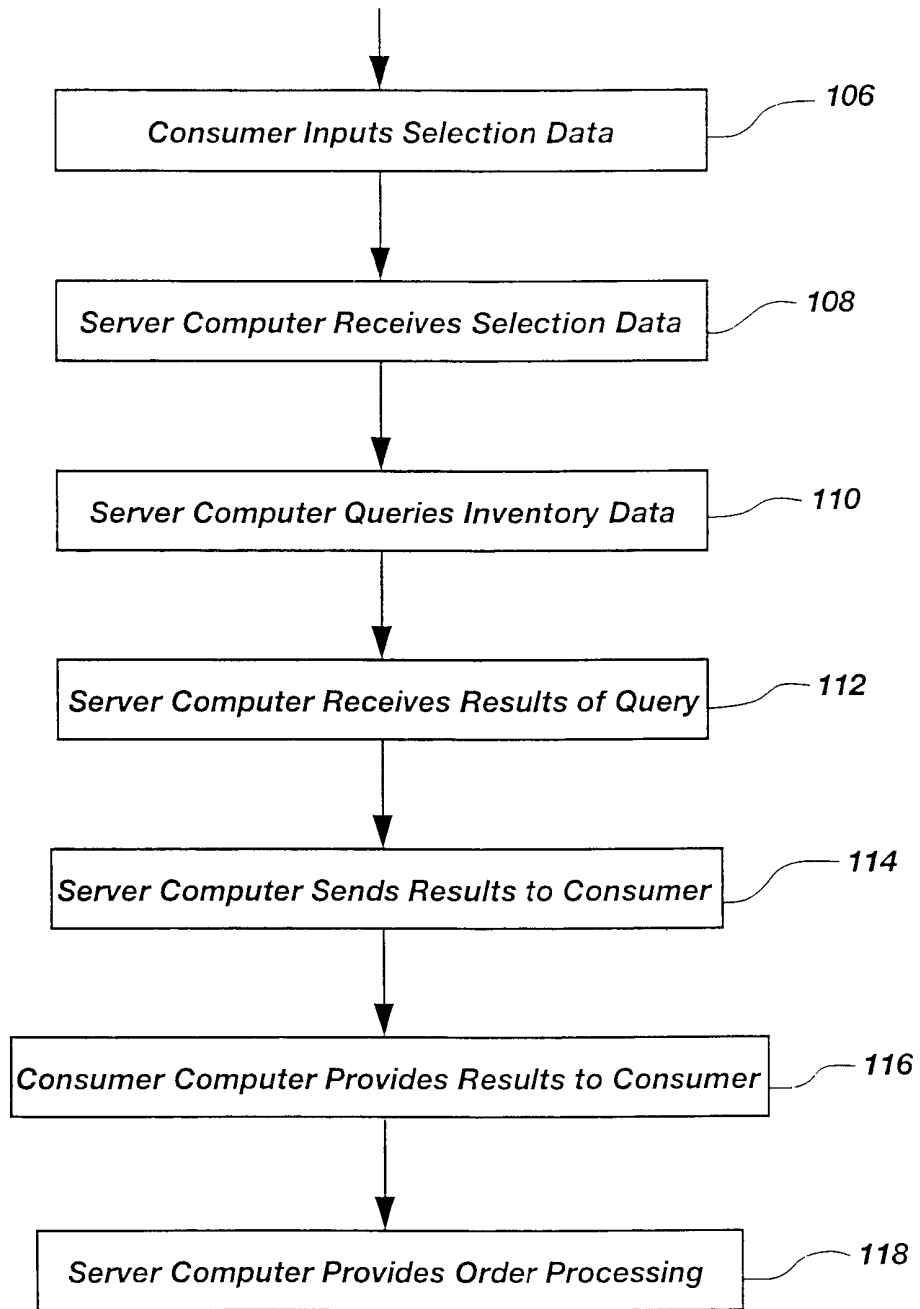 106
Consumer Inputs Selection Data
108
Server Computer Receives Selection Data
110
Server Computer Queries Inventory Data
112
Server Computer Receives Results of Query
114
Server Computer Sends Results to Consumer
116
Consumer Computer Provides Results to Consumer
118
Server Computer Provides Order Processing